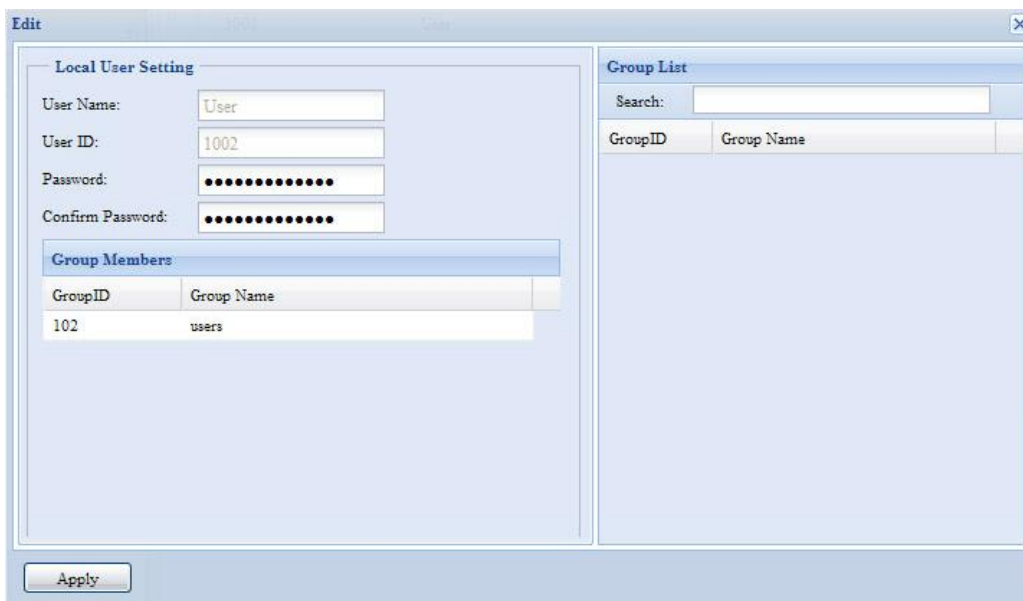 Edit
Local User Setting
User Name: User
User ID: 1002
Password: •••••••••••••
Confirm Password: •••••••••••••
Group Members
GroupID Group Name
102 users
Group List
Search:
GroupID Group Name
Apply